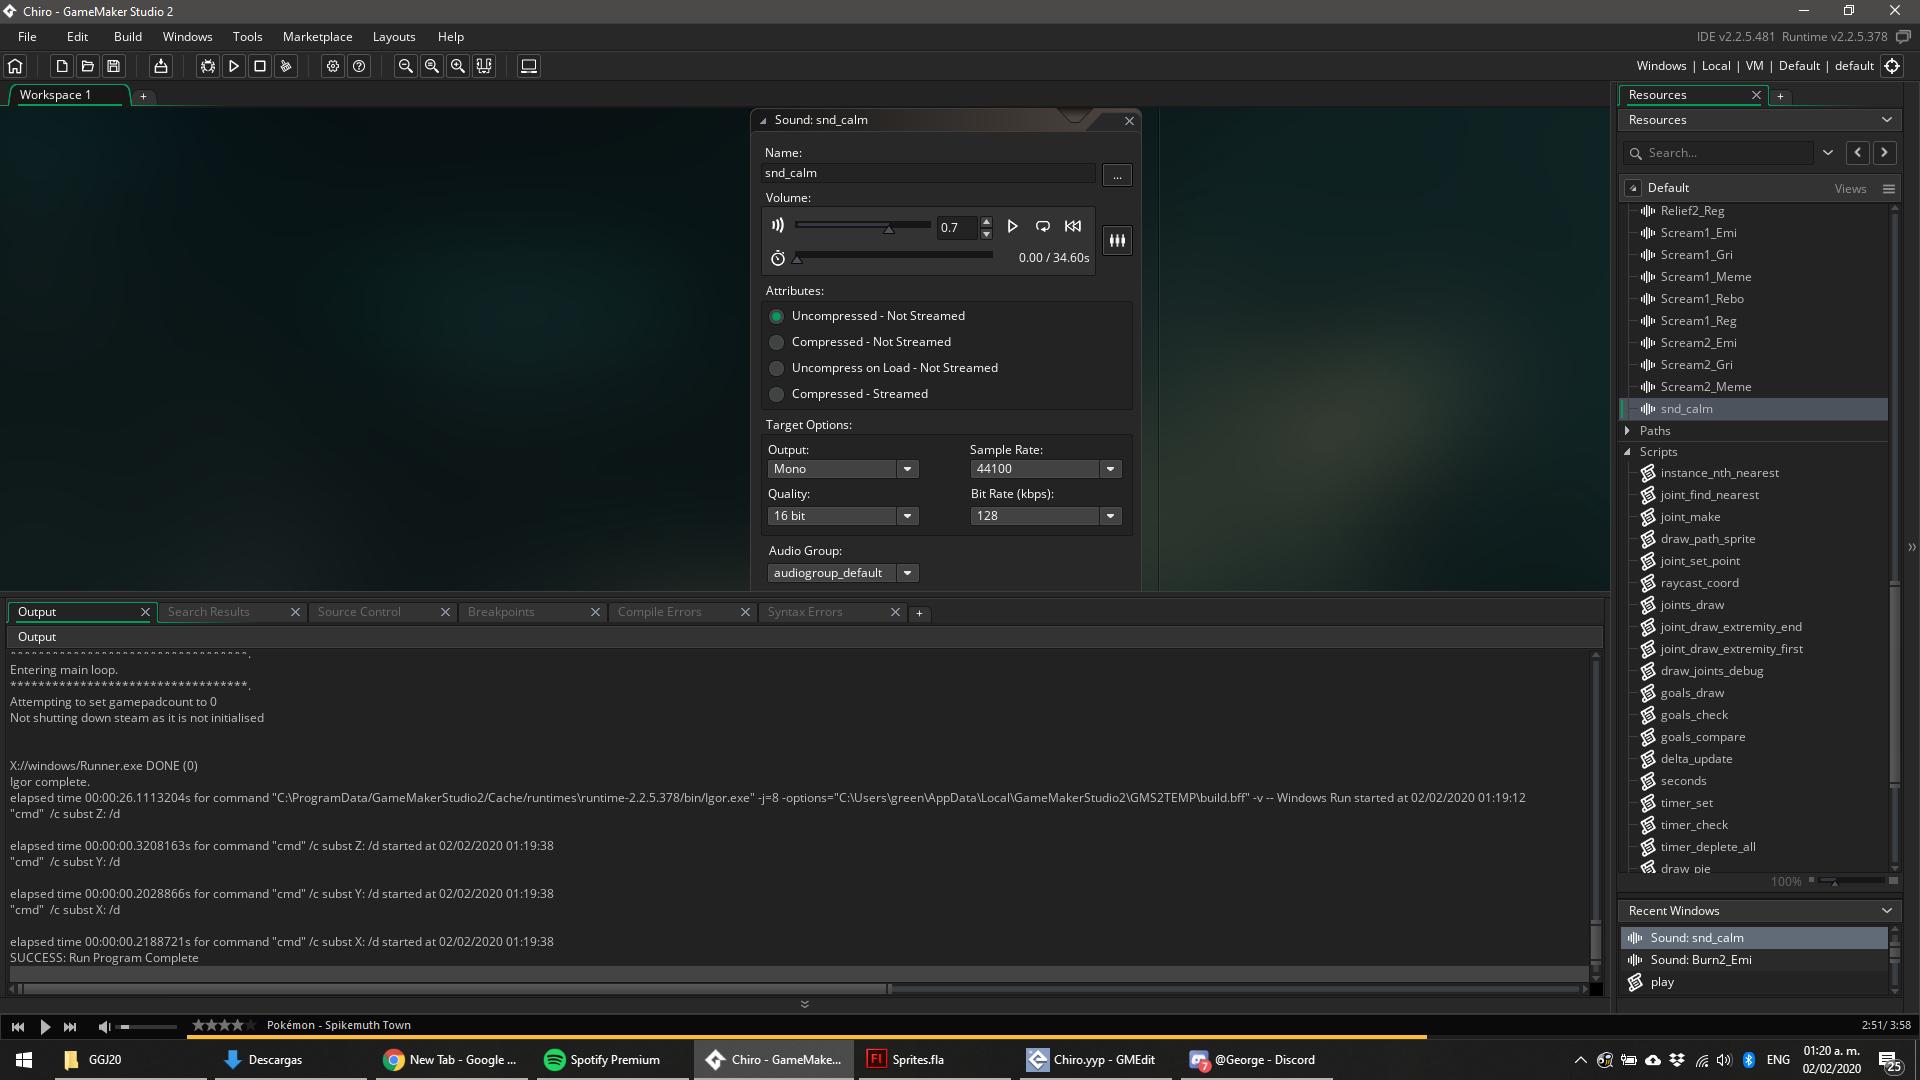 Chiro - GameMaker Studio 2
File Edit Build Windows Tools Marketplace Layouts Help
IDE v2.2.5.481 Runtime v2.2.5.378
Windows | Local | VM | Default | default
Workspace 1
+
Sound: snd_calm
Name:
snd_calm
...
Volume:
0.7
0.00 / 34.60s
Attributes:
Uncompressed - Not Streamed
Compressed - Not Streamed
Uncompress on Load - Not Streamed
Compressed - Streamed
Target Options:
Output: Sample Rate:
Mono 44100
Quality: Bit Rate (kbps):
16 bit 128
Audio Group:
audiogroup_default
Resources
+
Resources
Search...
Default Views
Relief2_Reg
Scream1_Emi
Scream1_Gri
Scream1_Meme
Scream1_Rebo
Scream1_Reg
Scream2_Emi
Scream2_Gri
Scream2_Meme
snd_calm
Paths
Scripts
instance_nth_nearest
joint_find_nearest
joint_make
draw_path_sprite
joint_set_point
raycast_coord
joints_draw
joint_draw_extremity_end
joint_draw_extremity_first
draw_joints_debug
goals_draw
goals_check
goals_compare
delta_update
seconds
timer_set
timer_check
timer_deplete_all
draw_pie
100%
Recent Windows
Sound: snd_calm
Sound: Burn2_Emi
play
Output Search Results Source Control Breakpoints Compile Errors Syntax Errors +
Output
**********************************.
Entering main loop.
**********************************.
Attempting to set gamepadcount to 0
Not shutting down steam as it is not initialised
X://windows/Runner.exe DONE (0)
Igor complete.
elapsed time 00:00:26.1113204s for command "C:\ProgramData/GameMakerStudio2/Cache/runtimes\runtime-2.2.5.378/bin/Igor.exe" -j=8 -options="C:\Users\green\AppData\Local\GameMakerStudio2\GMS2TEMP\build.bff" -v -- Windows Run started at 02/02/2020 01:19:12
"cmd" /c subst Z: /d
elapsed time 00:00:00.3208163s for command "cmd" /c subst Z: /d started at 02/02/2020 01:19:38
"cmd" /c subst Y: /d
elapsed time 00:00:00.2028866s for command "cmd" /c subst Y: /d started at 02/02/2020 01:19:38
"cmd" /c subst X: /d
elapsed time 00:00:00.2188721s for command "cmd" /c subst X: /d started at 02/02/2020 01:19:38
SUCCESS: Run Program Complete
Pokémon - Spikemuth Town
2:51/ 3:58
GGJ20
Descargas
New Tab - Google ...
Spotify Premium
Chiro - GameMake...
Fl
Sprites.fla
Chiro.yyp - GMEdit
7
@George - Discord
ENG
01:20 a. m.
02/02/2020
25